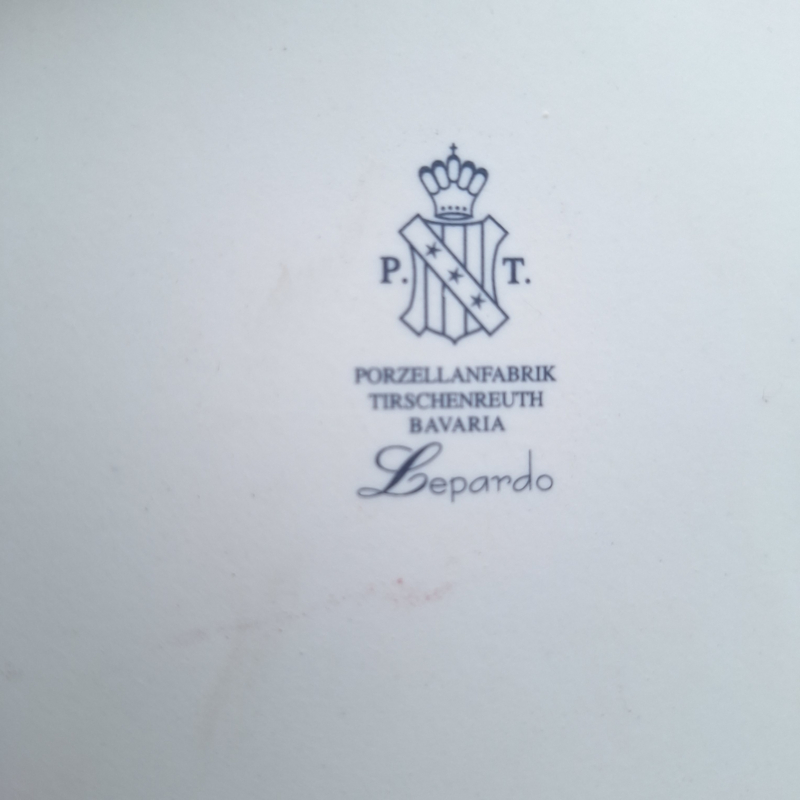 P. T.
PORZELLANFABRIK
TIRSCHENREUTH
BAVARIA
Lepardo